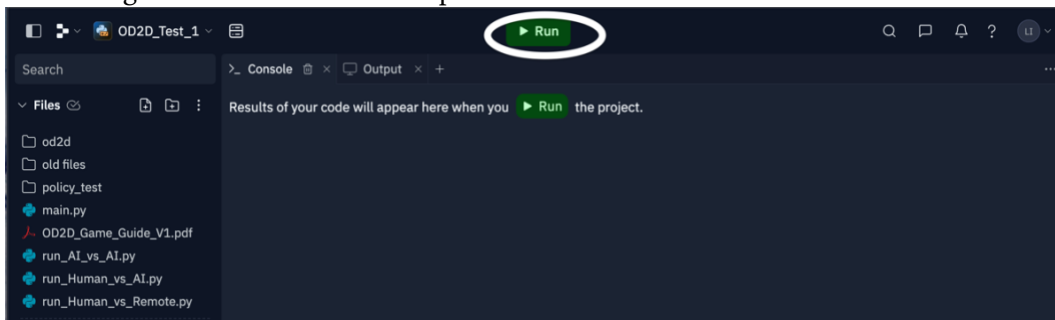 OD2D_Test_1
Run
LI
Search
>_ Console
Output
Files
Results of your code will appear here when you Run the project.
od2d
old files
policy_test
main.py
OD2D_Game_Guide_V1.pdf
run_AI_vs_AI.py
run_Human_vs_AI.py
run_Human_vs_Remote.py